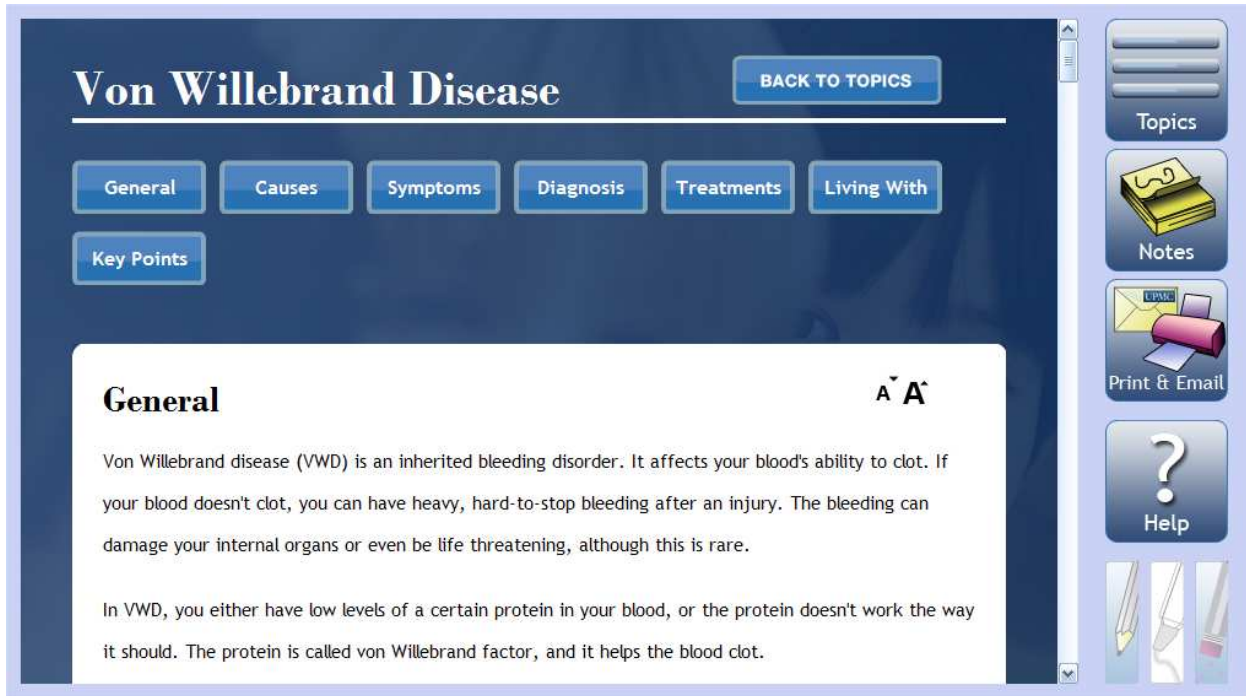 Von Willebrand Disease
BACK TO TOPICS
General
Causes
Symptoms
Diagnosis
Treatments
Living With
Key Points
General
A A
Von Willebrand disease (VWD) is an inherited bleeding disorder. It affects your blood's ability to clot. If
your blood doesn't clot, you can have heavy, hard-to-stop bleeding after an injury. The bleeding can
damage your internal organs or even be life threatening, although this is rare.
In VWD, you either have low levels of a certain protein in your blood, or the protein doesn't work the way
it should. The protein is called von Willebrand factor, and it helps the blood clot.
Topics
Notes
UPMC
Print & Email
?
Help